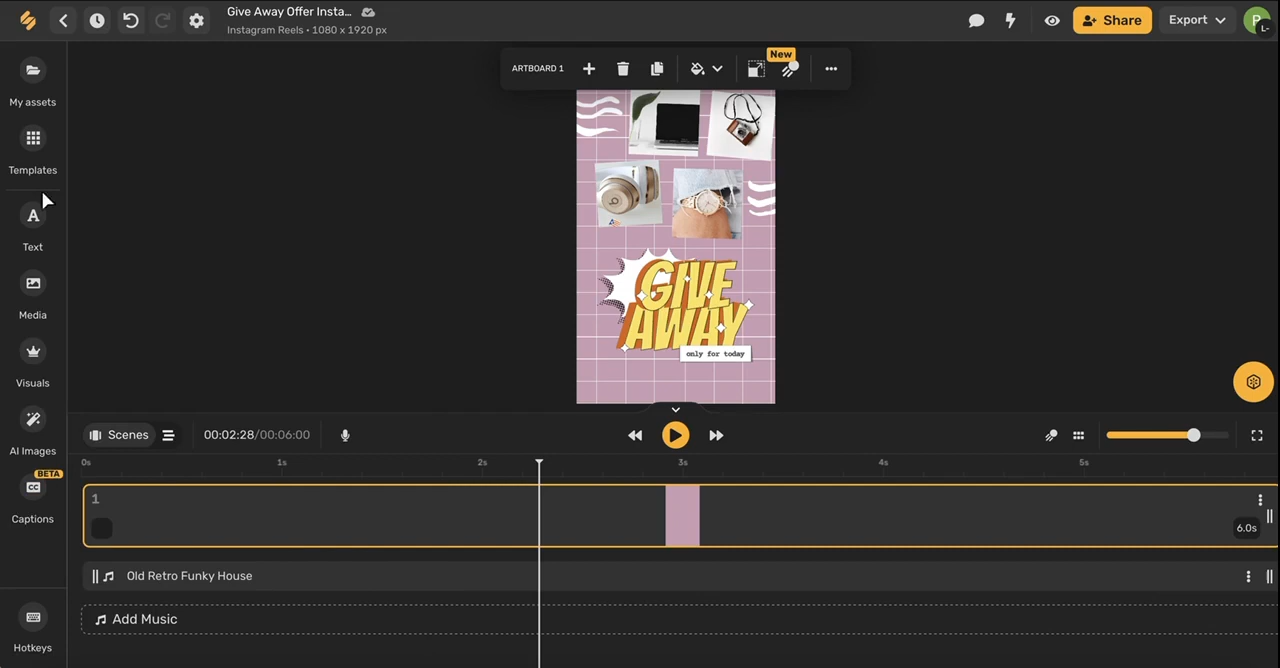 Give Away Offer Insta...
Instagram Reels • 1080 x 1920 px
Share
Export
P
L-
My assets
Templates
Text
Media
Visuals
AI Images
BETA
CC
Captions
Hotkeys
New
ARTBOARD 1
GIVE
AWAY
only for today
Scenes
00:02:28/00:06:00
0s 1s 2s 3s 4s 5s
1
6.0s
Old Retro Funky House
Add Music